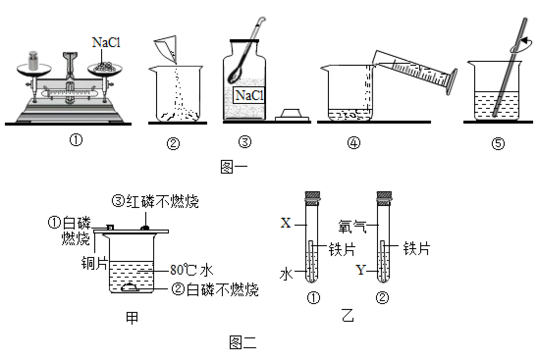 NaCl
NaCl
① ② ③ ④ ⑤
图一
③红磷不燃烧
①白磷
燃烧
铜片
80℃水
②白磷不燃烧
甲
X
氧气
铁片
铁片
水
Y
① ②
乙
图二